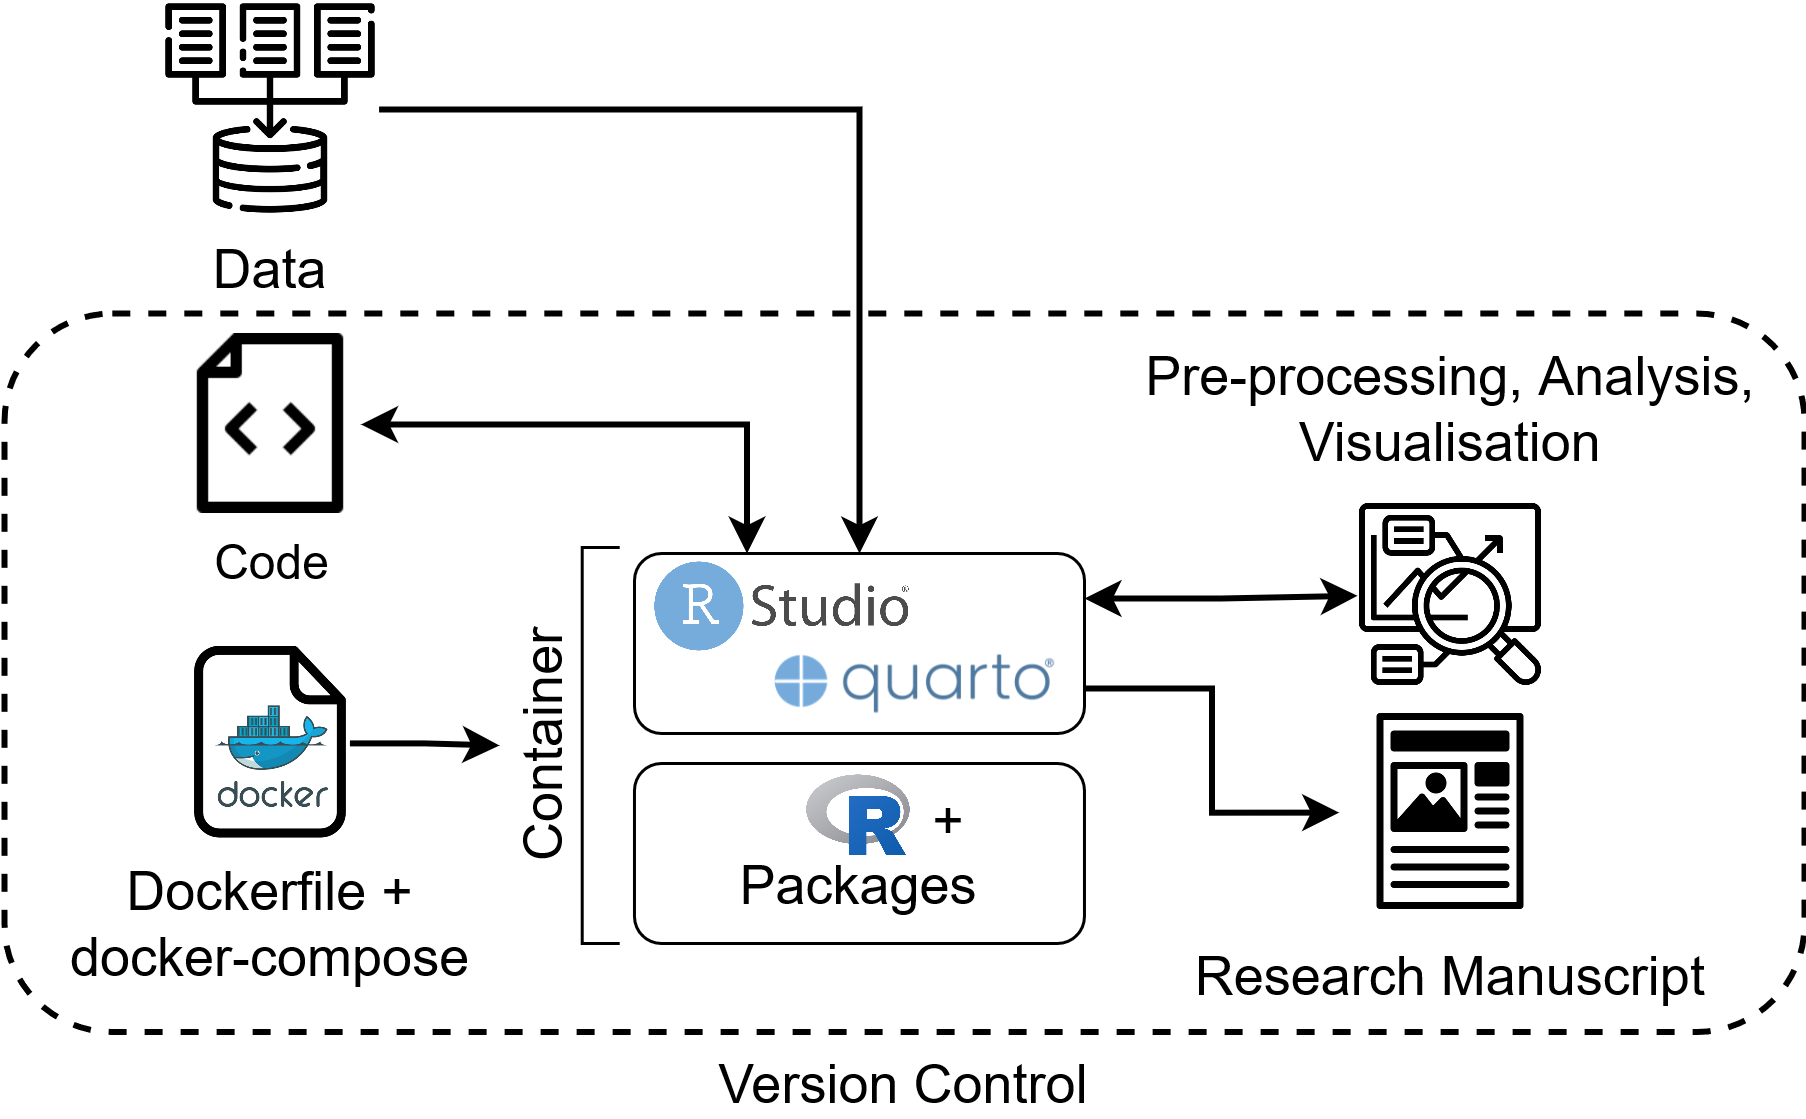 Data
Code
Pre-processing, Analysis,
Visualisation
R Studio®
quarto®
Container
docker
R +
Packages
Dockerfile +
docker-compose
Research Manuscript
Version Control